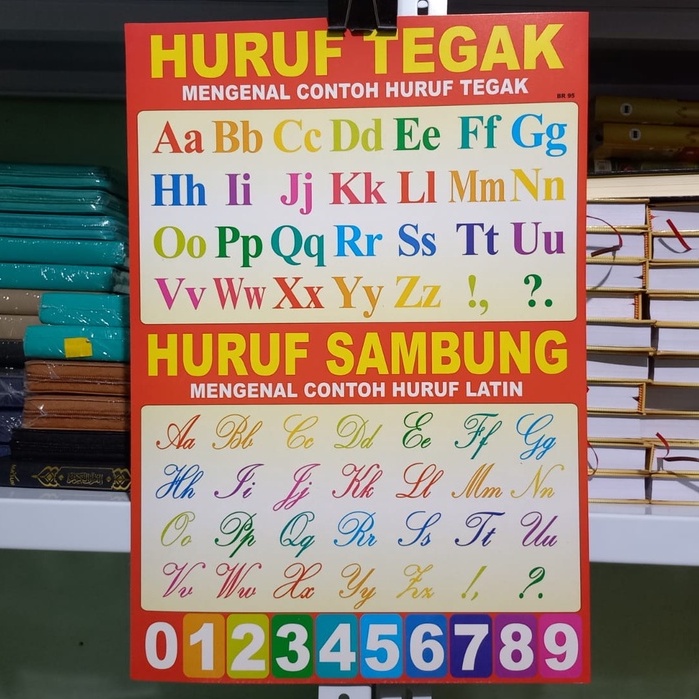 HURUF TEGAK
MENGENAL CONTOH HURUF TEGAK
BR 95
Aa Bb Cc Dd Ee Ff Gg
Hh Ii Jj Kk Ll Mm Nn
Oo Pp Qq Rr Ss Tt Uu
Vv Ww Xx Yy Zz !, ?.
HURUF SAMBUNG
MENGENAL CONTOH HURUF LATIN
Aa Bb Cc Dd Ee Ff Gg
Hh Ii Jj Kk Ll Mm Nn
Oo Pp Qq Rr Ss Tt Uu
Vv Ww Xx Yy Zz !, ?.
0 1 2 3 4 5 6 7 8 9